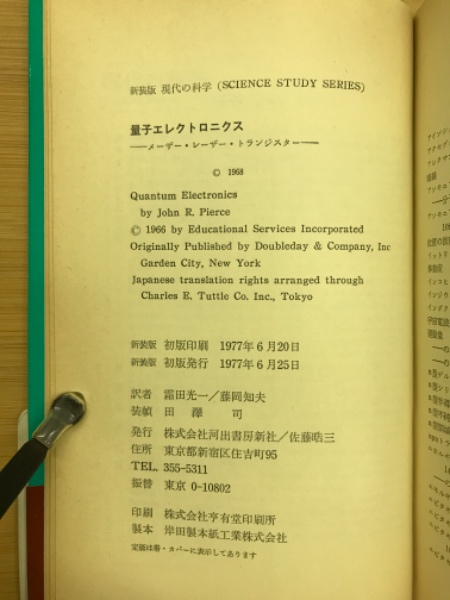 新装版 現代の科学 (SCIENCE STUDY SERIES)
量子エレクトロニクス
——メーザー・レーザー・トランジスター——
© 1968
Quantum Electronics
by John R. Pierce
© 1966 by Educational Services Incorporated
Originally Published by Doubleday & Company, Inc
Garden City, New York
Japanese translation rights arranged through
Charles E. Tuttle Co. Inc., Tokyo
新装版 初版印刷 1977年6月20日
新装版 初版発行 1977年6月25日
訳者 霜田光一/藤岡知夫
装幀 田澤司
発行 株式会社河出書房新社/佐藤晧三
住所 東京都新宿区住吉町95
TEL. 355-5311
振替 東京 0-10802
印刷 株式会社亨有堂印刷所
製本 岸田製本紙工業株式会社
定価は帯・カバーに表示してあります